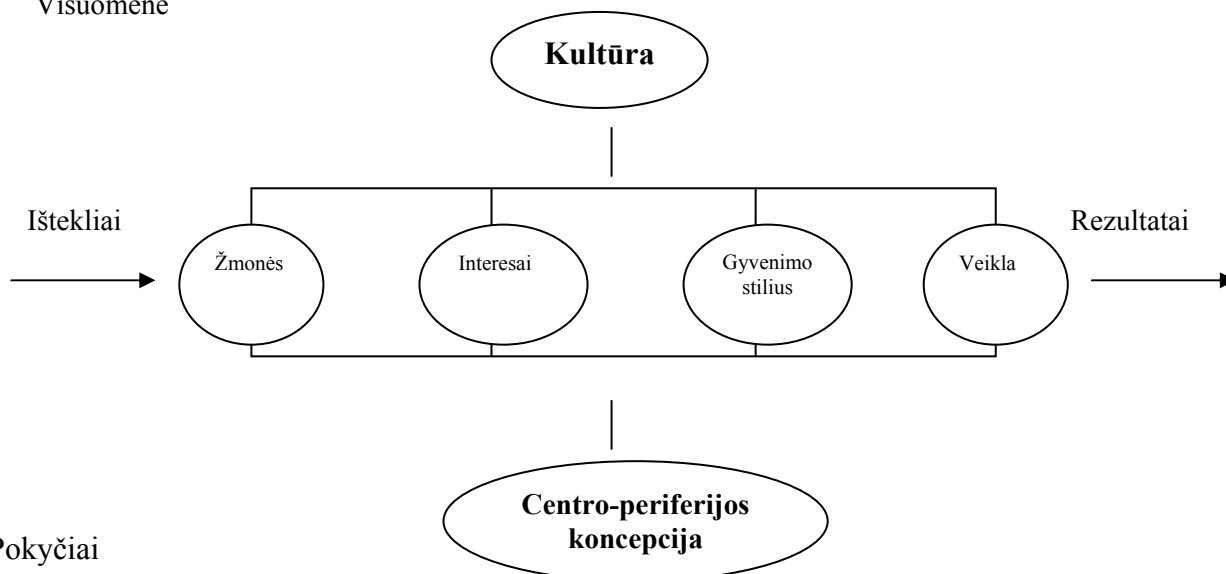 Visuomenė
Kultūra
Ištekliai
Rezultatai
Žmonės
Interesai
Gyvenimo
stilius
Veikla
Centro-periferijos
koncepcija
Pokyčiai